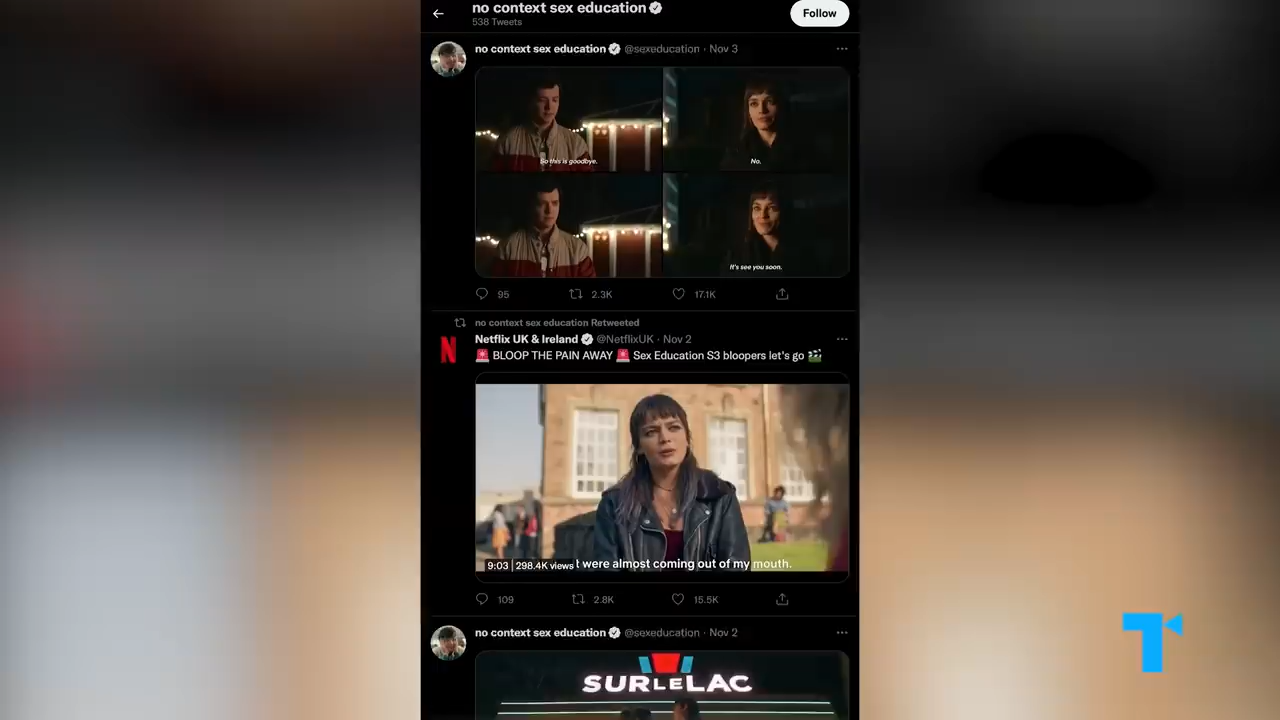 no context sex education
538 Tweets
Follow
no context sex education @sexeducation · Nov 3
So this is goodbye.
No.
It's see you soon.
95 2.3K 17.1K
no context sex education Retweeted
Netflix UK & Ireland @NetflixUK · Nov 2
🚨 BLOOP THE PAIN AWAY 🚨 Sex Education S3 bloopers let's go 🎬
9:03 | 298.4K views
t were almost coming out of my mouth.
109 2.8K 15.5K
no context sex education @sexeducation · Nov 2
SURLELAC